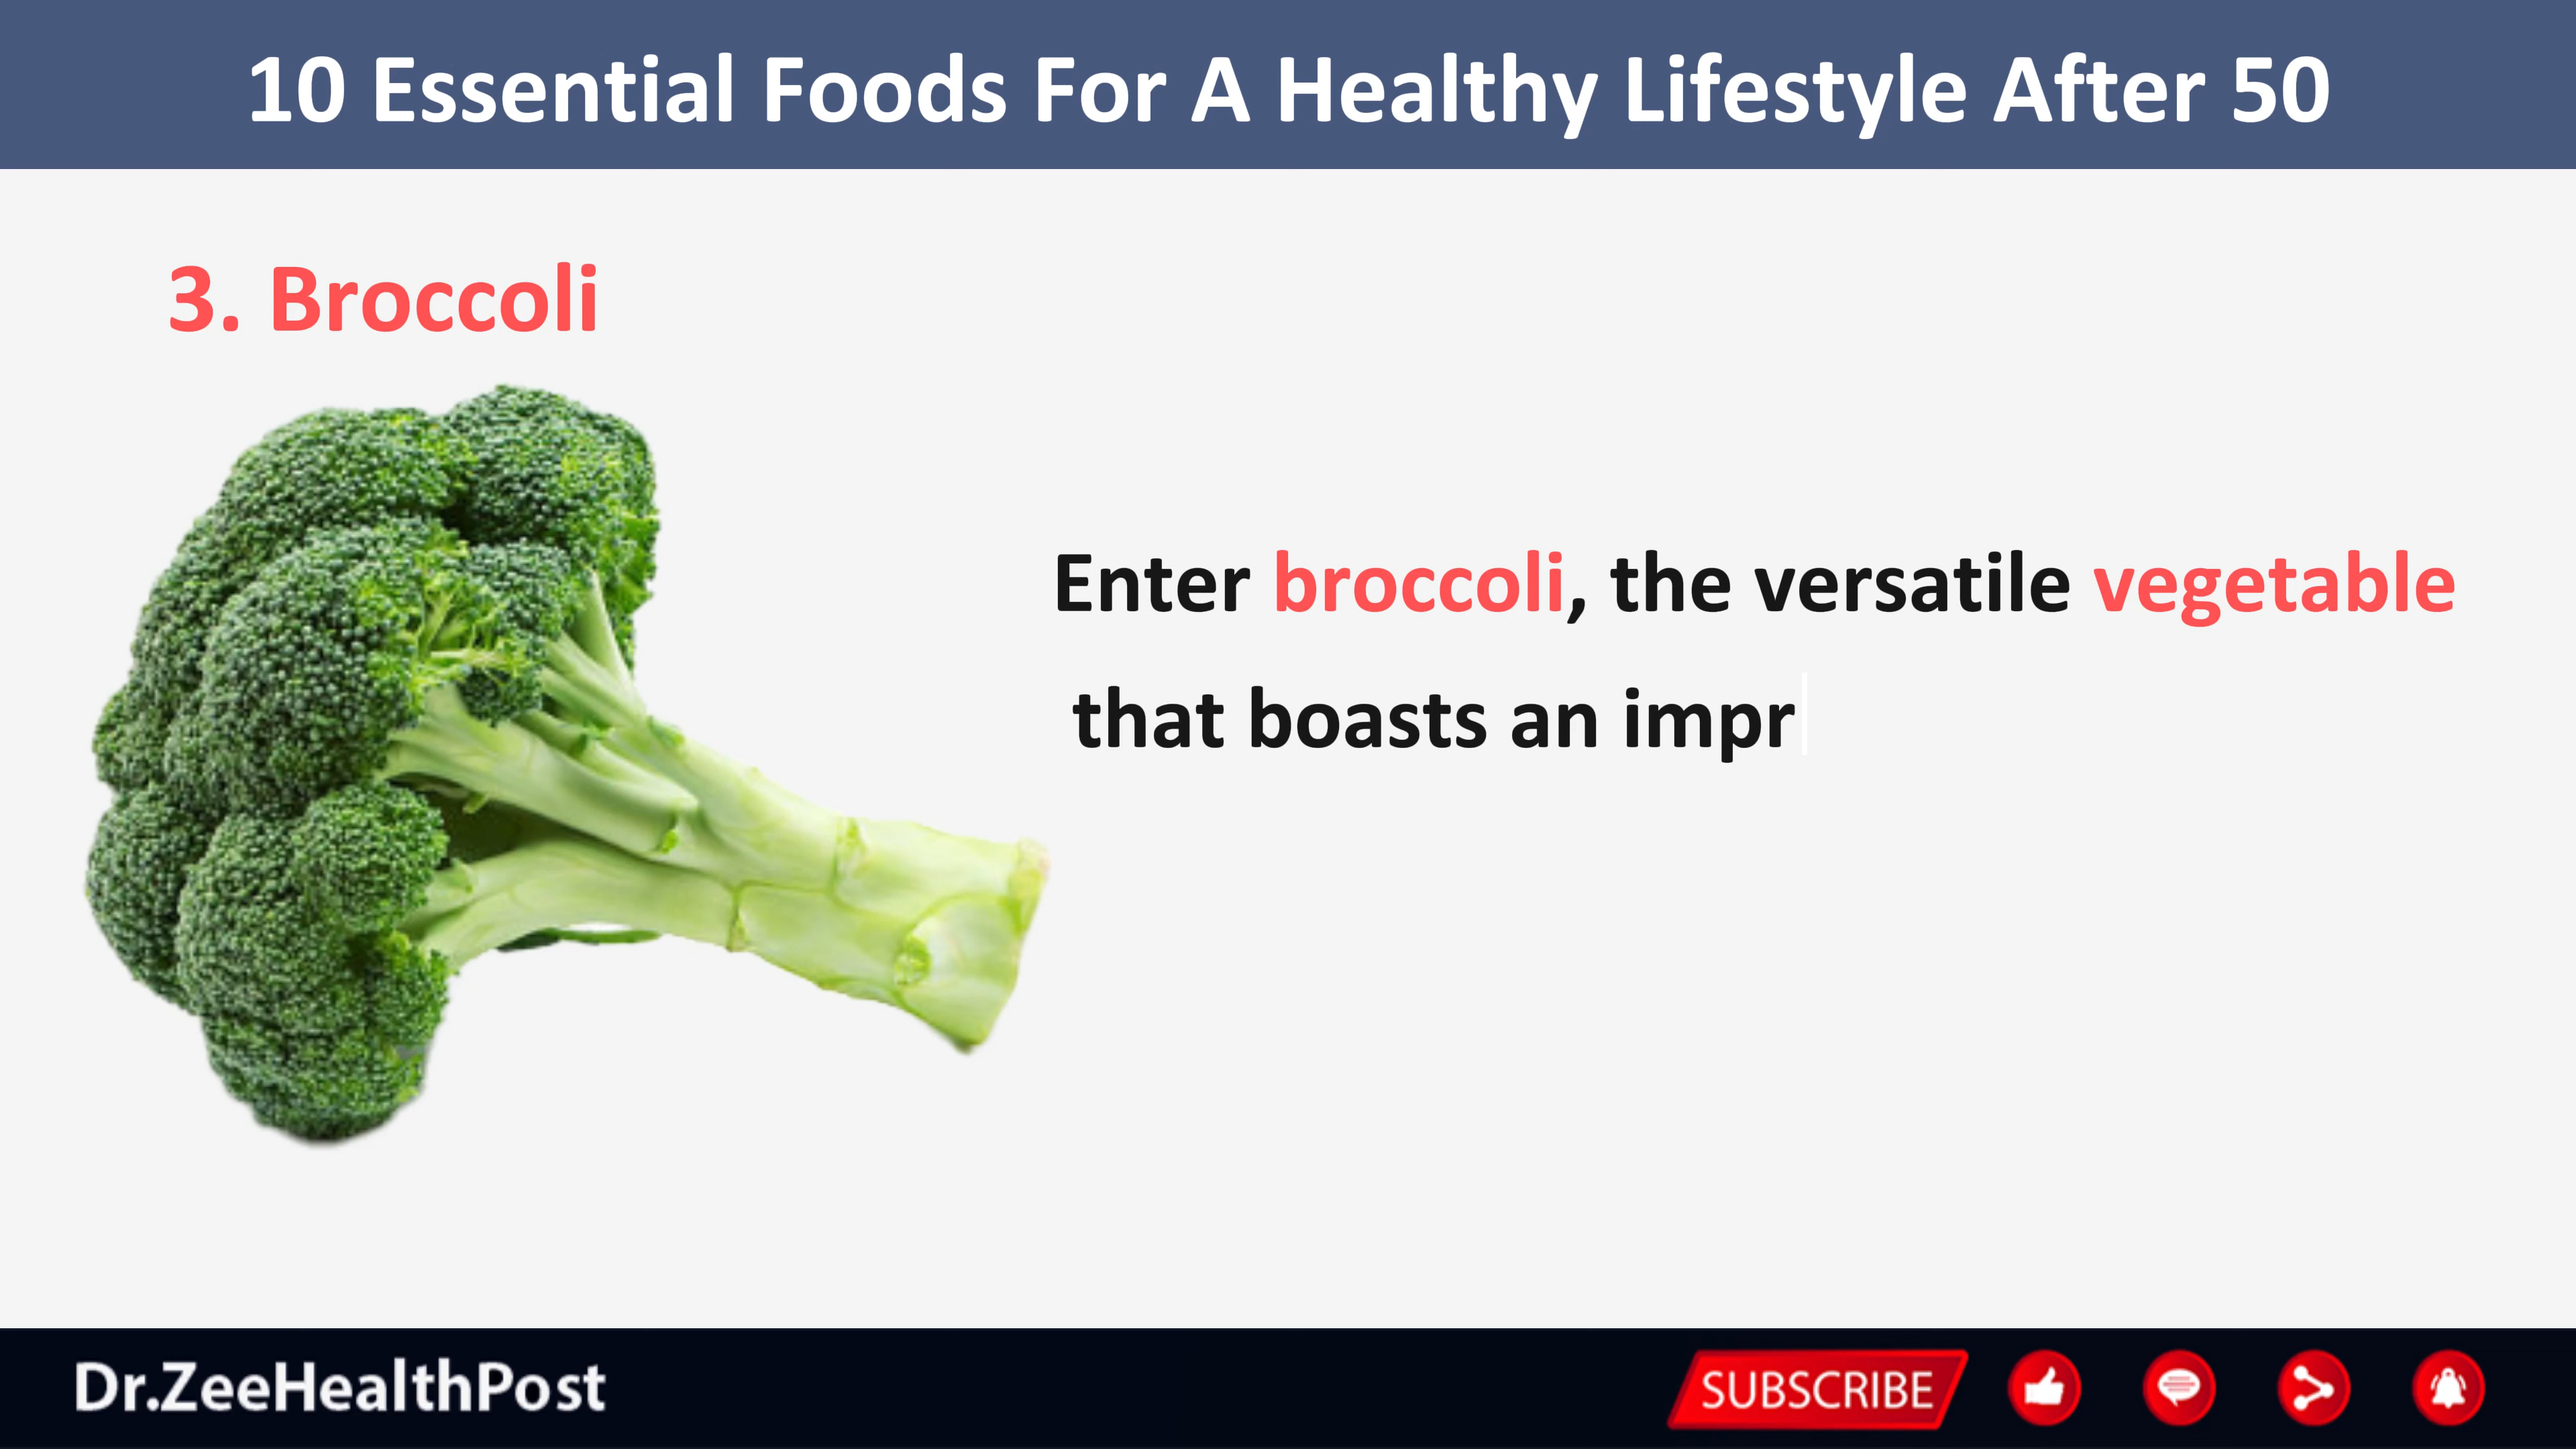 10 Essential Foods For A Healthy Lifestyle After 50
3. Broccoli
Enter broccoli, the versatile vegetable
that boasts an impr
Dr.ZeeHealthPost
SUBSCRIBE